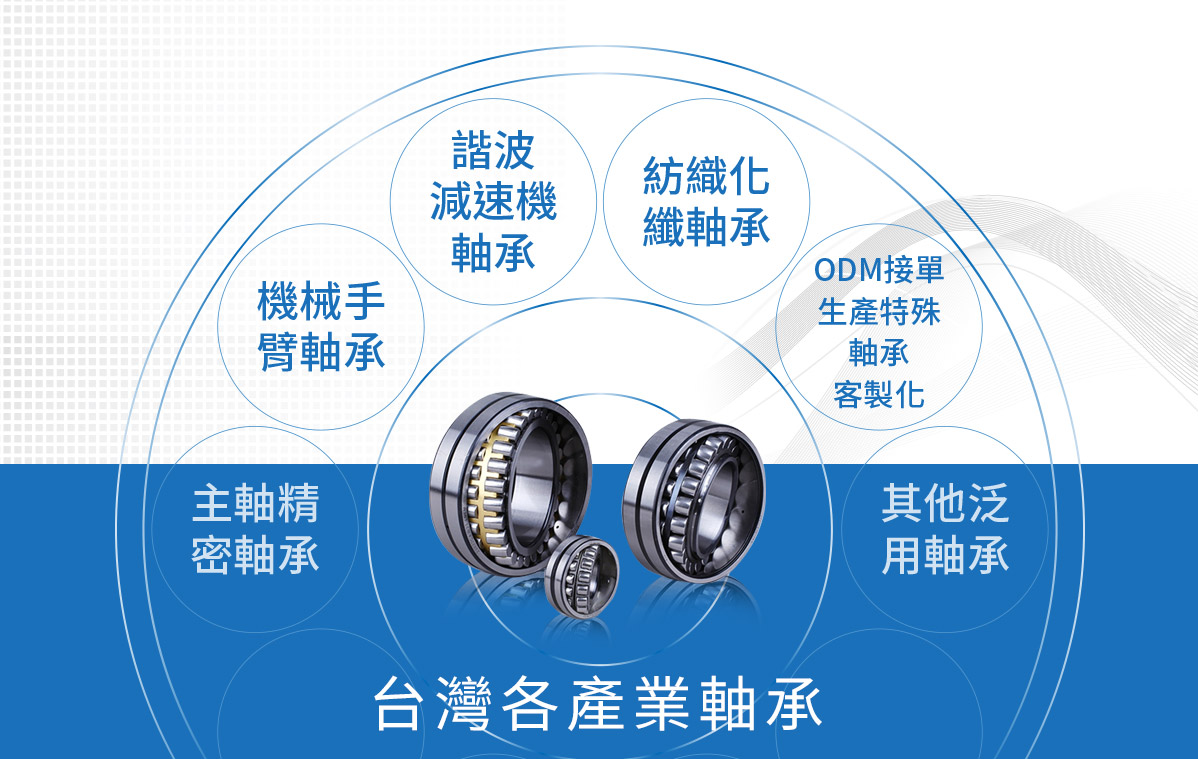 諧波
減速機
軸承
紡織化
纖軸承
機械手
臂軸承
ODM接單
生產特殊
軸承
客製化
主軸精
密軸承
其他泛
用軸承
台灣各產業軸承